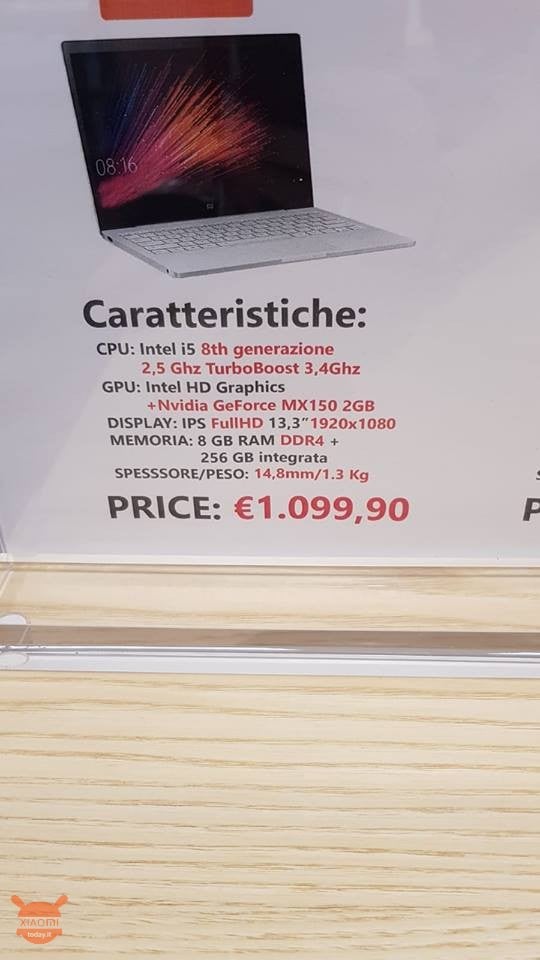 08:16
mi
Caratteristiche:
CPU: Intel i5 8th generazione
2,5 Ghz TurboBoost 3,4Ghz
GPU: Intel HD Graphics
+Nvidia GeForce MX150 2GB
DISPLAY: IPS FullHD 13,3"1920x1080
MEMORIA: 8 GB RAM DDR4 +
256 GB integrata
SPESSSORE/PESO: 14,8mm/1.3 Kg
PRICE: €1.099,90
P
XIAOMI
today.it